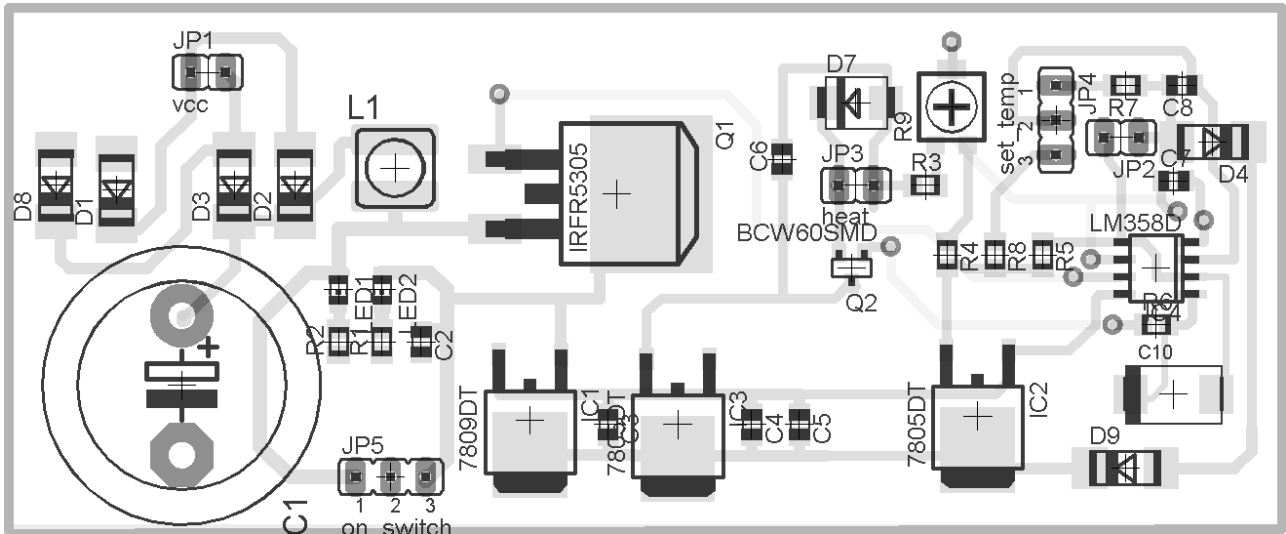 JP1
vcc
D8
D1
D3
D2
L1
IRFR5305
Q1
D7
C6
JP3
heat
R9
R3
set temp
1
2
3
JP4
R7
C8
JP2
C7
D4
BCW60SMD
Q2
R4
R8
R5
LM358D
R6
C10
LED1
LED2
R2
R1
C2
7809DT
IC1
C3
IC3
C4
C5
7805DT
IC2
D9
JP5
1
2
3
on switch
C1
+